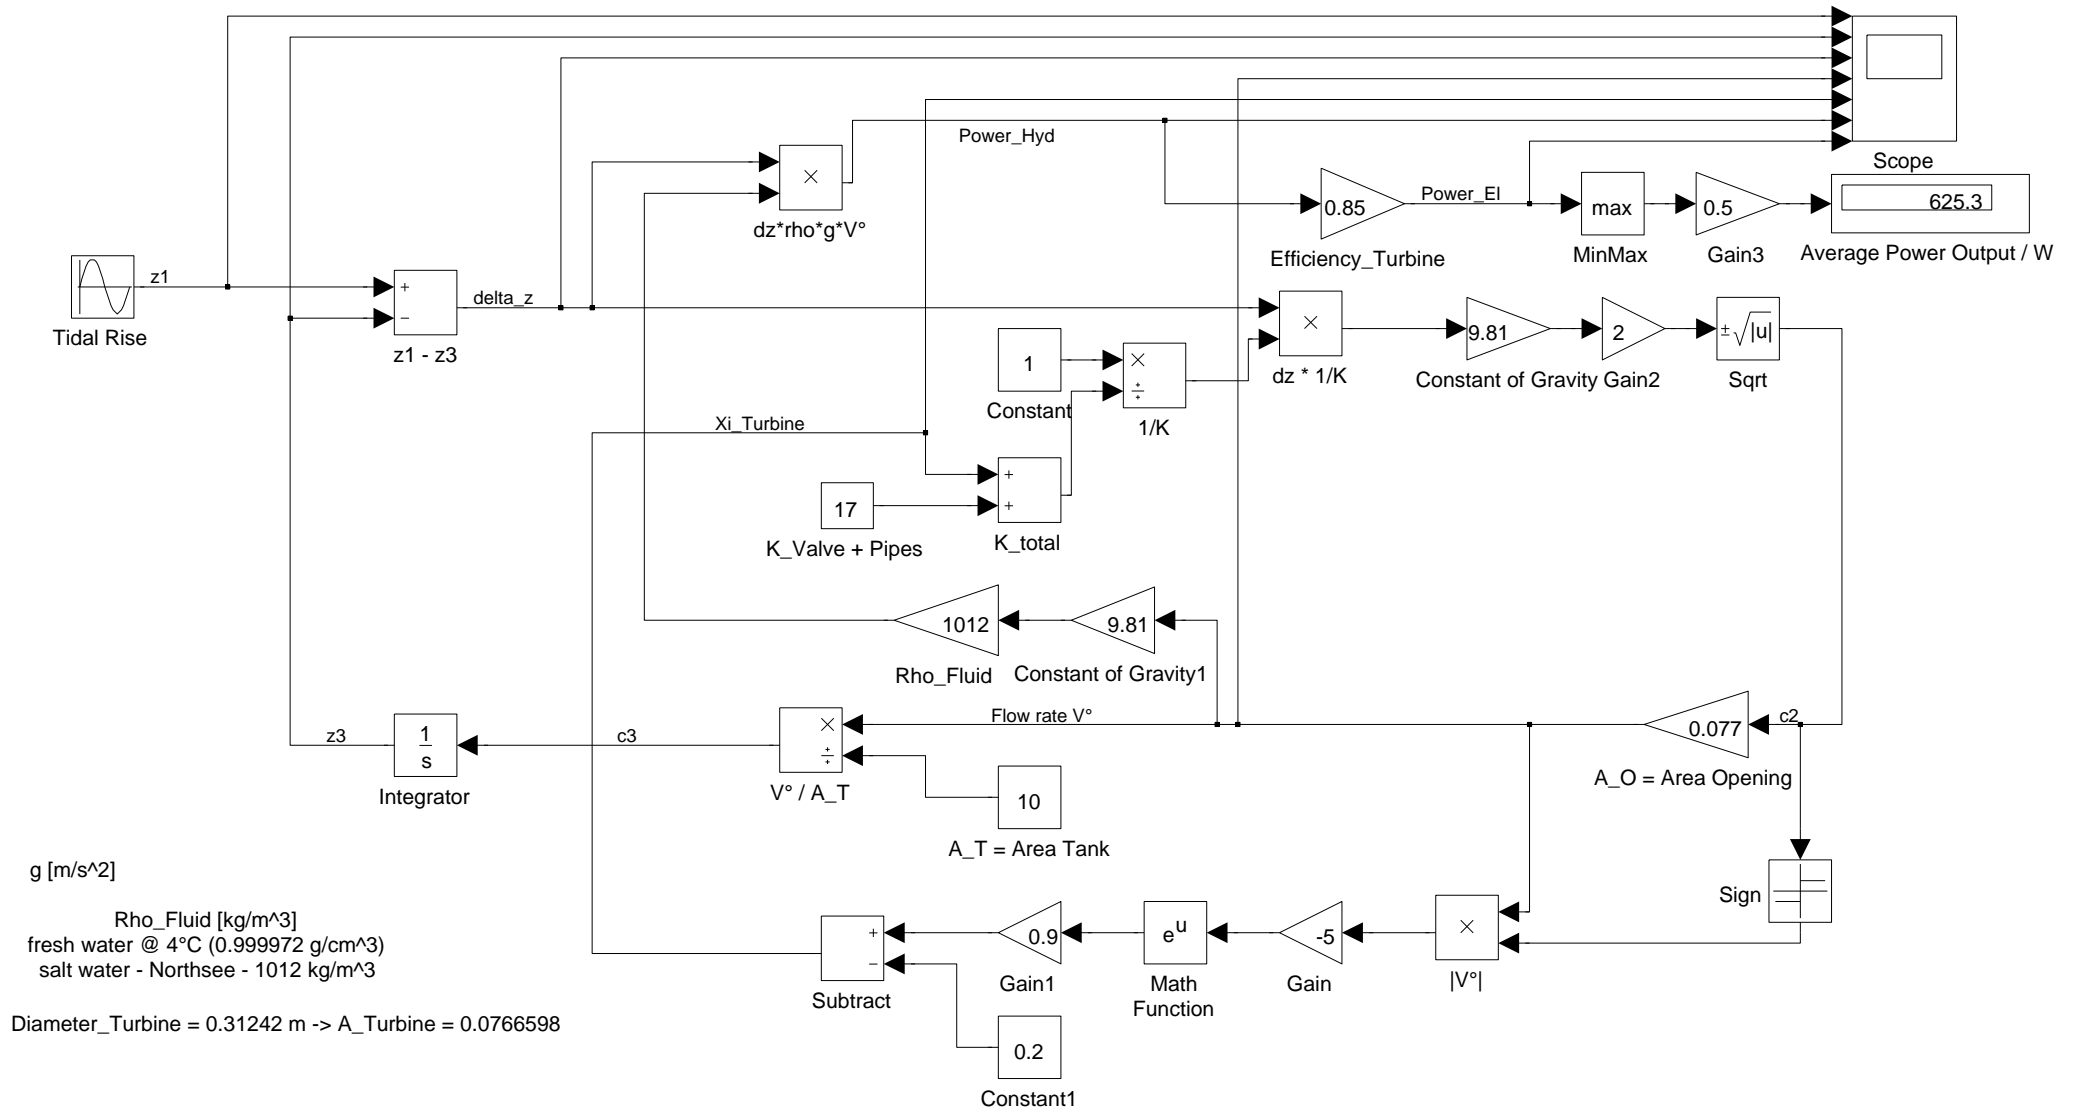 Scope
Power_Hyd
×
dz*rho*g*V°
0.85
Efficiency_Turbine
Power_El
max
MinMax
0.5
Gain3
625.3
Average Power Output / W
Tidal Rise
z1
+
−
z1 - z3
delta_z
×
dz * 1/K
9.81
Constant of Gravity
2
Gain2
±√|u|
Sqrt
1
Constant
×
÷
1/K
Xi_Turbine
+
+
K_total
17
K_Valve + Pipes
1012
Rho_Fluid
9.81
Constant of Gravity1
Flow rate V°
c2
0.077
A_O = Area Opening
z3
1
s
Integrator
c3
×
÷
V° / A_T
10
A_T = Area Tank
Sign
g [m/s^2]
Rho_Fluid [kg/m^3]
fresh water @ 4°C (0.999972 g/cm^3)
salt water - Northsee - 1012 kg/m^3
Diameter_Turbine = 0.31242 m -> A_Turbine = 0.0766598
+
−
Subtract
0.9
Gain1
e^u
Math
Function
-5
Gain
×
|V°|
0.2
Constant1